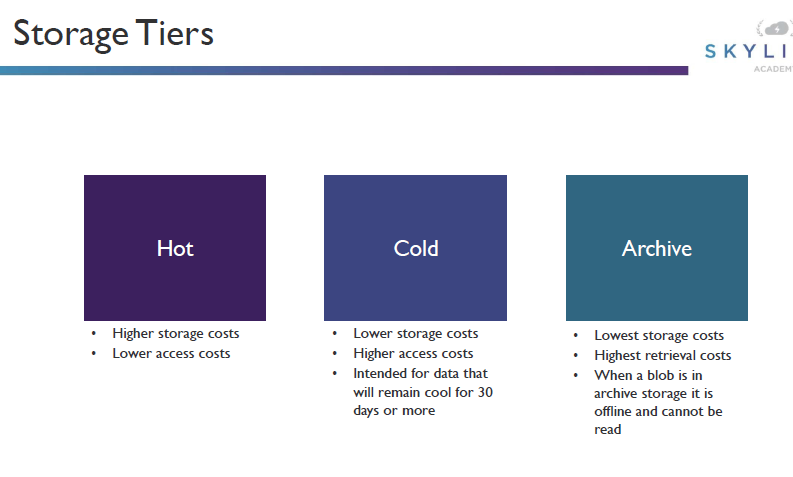 Storage Tiers
SKYLI
ACADEM
Hot
Cold
Archive
• Higher storage costs
• Lower access costs
• Lower storage costs
• Higher access costs
• Intended for data that
will remain cool for 30
days or more
• Lowest storage costs
• Highest retrieval costs
• When a blob is in
archive storage it is
offline and cannot be
read